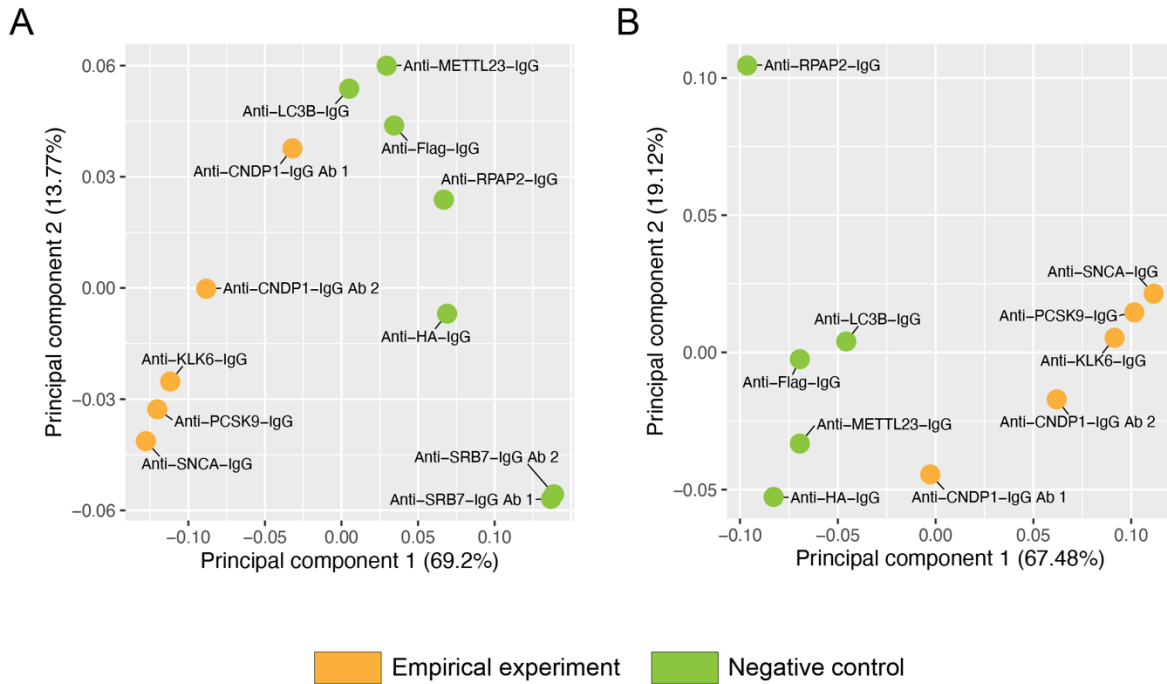 A
Principal component 2 (13.77%)
0.06
0.03
0.00
−0.03
−0.06
Anti−METTL23−IgG
Anti−LC3B−IgG
Anti−Flag−IgG
Anti−CNDP1−IgG Ab 1
Anti−RPAP2−IgG
Anti−CNDP1−IgG Ab 2
Anti−HA−IgG
Anti−KLK6−IgG
Anti−PCSK9−IgG
Anti−SNCA−IgG
Anti−SRB7−IgG Ab 2
Anti−SRB7−IgG Ab 1
−0.10 −0.05 0.00 0.05 0.10
Principal component 1 (69.2%)
B
Principal component 2 (19.12%)
0.10
0.05
0.00
−0.05
Anti−RPAP2−IgG
Anti−SNCA−IgG
Anti−PCSK9−IgG
Anti−LC3B−IgG
Anti−KLK6−IgG
Anti−Flag−IgG
Anti−CNDP1−IgG Ab 2
Anti−METTL23−IgG
Anti−HA−IgG
Anti−CNDP1−IgG Ab 1
−0.10 −0.05 0.00 0.05 0.10
Principal component 1 (67.48%)
Empirical experiment
Negative control